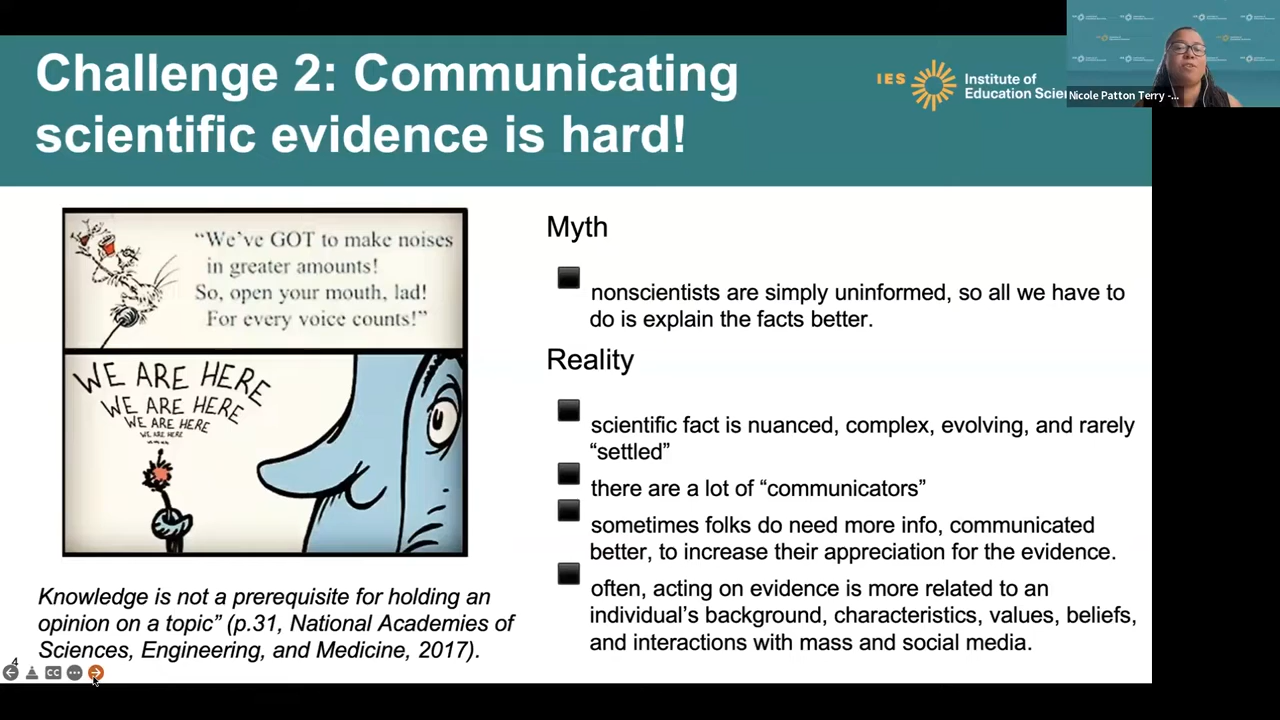 Challenge 2: Communicating
scientific evidence is hard!
IES
Institute of
Education Scien
Nicole Patton Terry -...
“We’ve GOT to make noises
in greater amounts!
So, open your mouth, lad!
For every voice counts!”
WE ARE HERE
WE ARE HERE
WE ARE HERE
WE ARE HERE
Knowledge is not a prerequisite for holding an
opinion on a topic” (p.31, National Academies of
Sciences, Engineering, and Medicine, 2017).
Myth
nonscientists are simply uninformed, so all we have to
do is explain the facts better.
Reality
scientific fact is nuanced, complex, evolving, and rarely
“settled”
there are a lot of “communicators”
sometimes folks do need more info, communicated
better, to increase their appreciation for the evidence.
often, acting on evidence is more related to an
individual’s background, characteristics, values, beliefs,
and interactions with mass and social media.
4
CC